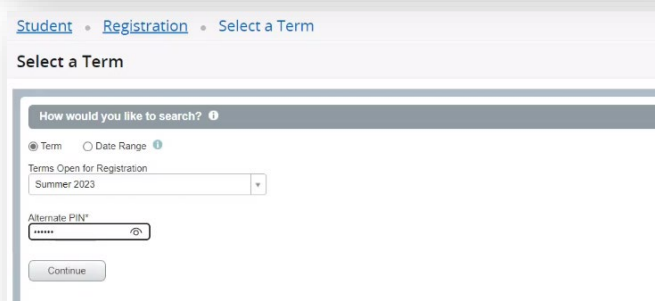 Student • Registration • Select a Term
Select a Term
How would you like to search?
Term Date Range
Terms Open for Registration
Summer 2023
Alternate PIN*
••••••
Continue